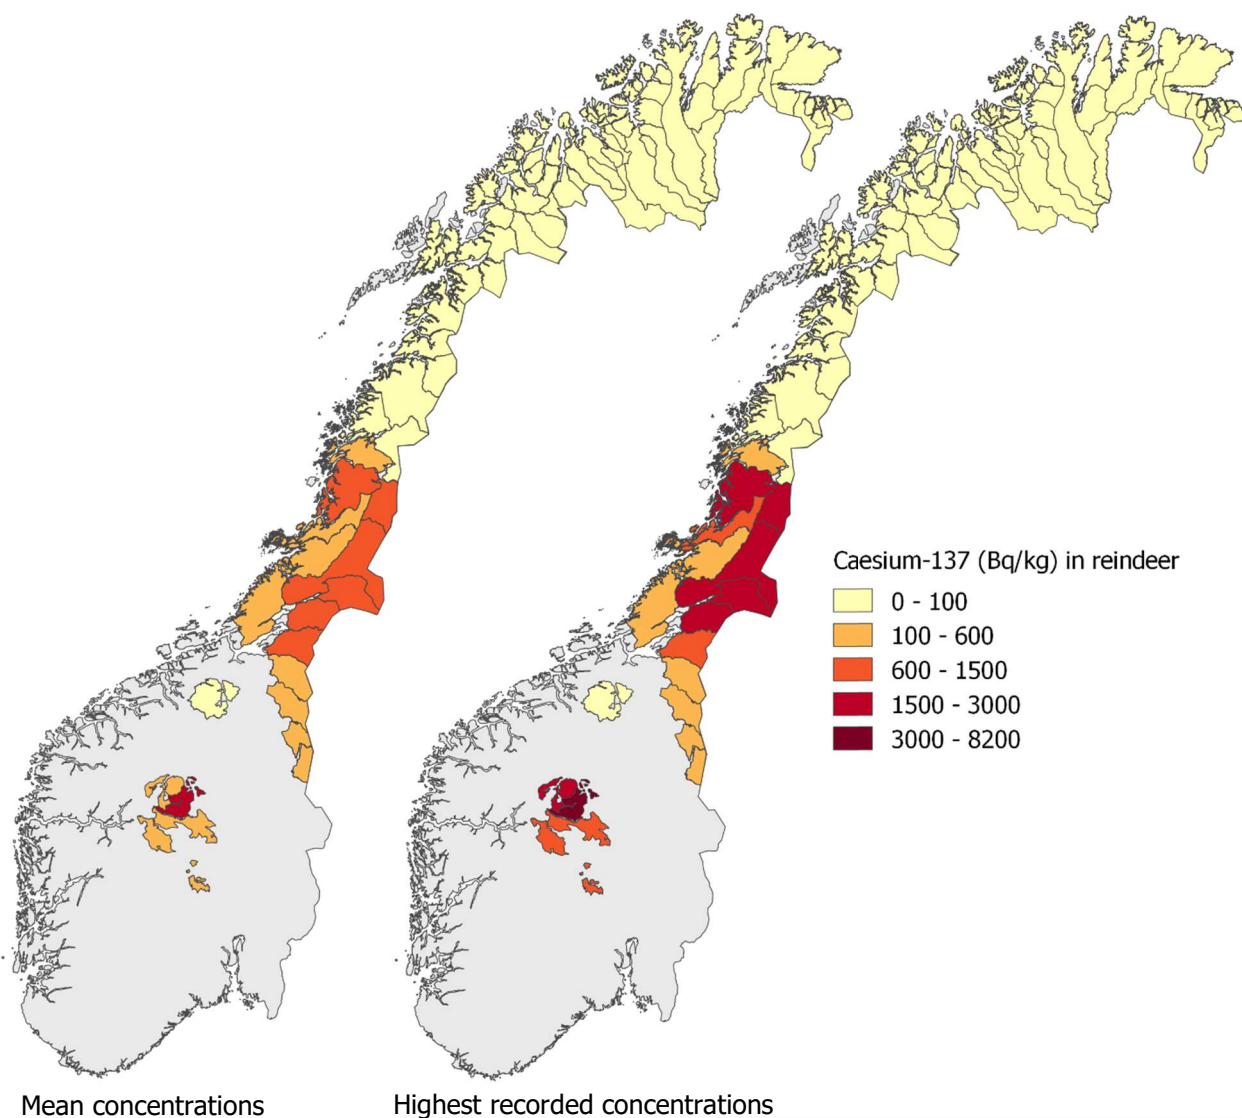 Caesium-137 (Bq/kg) in reindeer
0 - 100
100 - 600
600 - 1500
1500 - 3000
3000 - 8200
Mean concentrations
Highest recorded concentrations